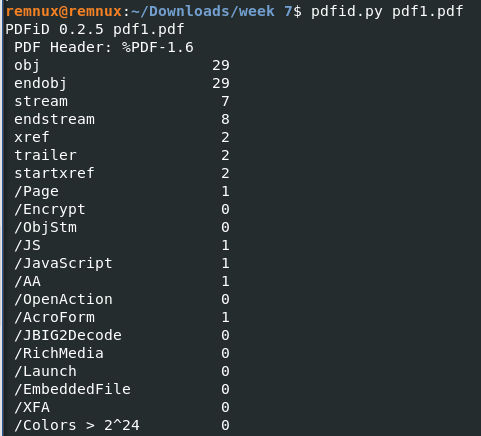 remnux@remnux:~/Downloads/week 7$ pdfid.py pdf1.pdf
PDFiD 0.2.5 pdf1.pdf
PDF Header: %PDF-1.6
obj 29
endobj 29
stream 7
endstream 8
xref 2
trailer 2
startxref 2
/Page 1
/Encrypt 0
/ObjStm 0
/JS 1
/JavaScript 1
/AA 1
/OpenAction 0
/AcroForm 1
/JBIG2Decode 0
/RichMedia 0
/Launch 0
/EmbeddedFile 0
/XFA 0
/Colors > 2^24 0